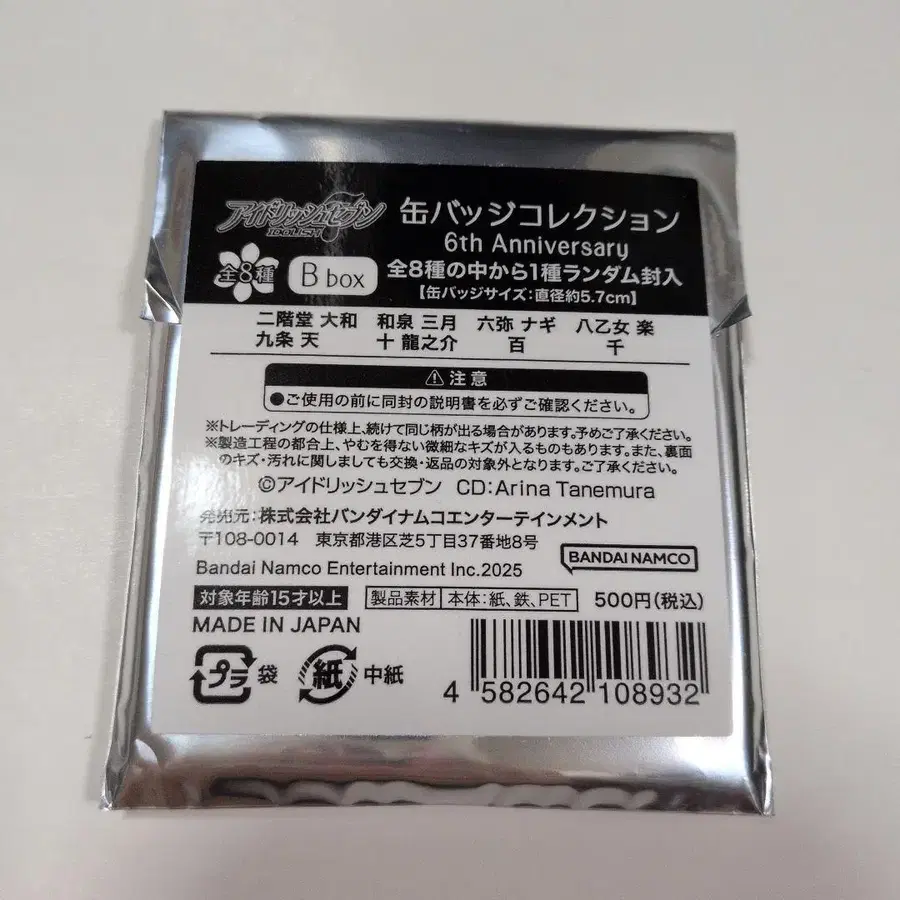 アイドリッシュセブン
IDOLISH
缶バッジコレクション
6th Anniversary
全8種
B box
全8種の中から1種ランダム封入
【缶バッジサイズ:直径約5.7cm】
二階堂 大和 和泉 三月 六弥 ナギ 八乙女 楽
九条 天 十 龍之介 百 千
⚠注意
●ご使用の前に同封の説明書を必ずご確認ください。
※トレーディングの仕様上、続けて同じ柄が出る場合があります。予めご了承ください。
※製造工程の都合上、やむを得ない微細なキズが入るものもあります。また、裏面
のキズ・汚れに関しましても交換・返品の対象外となります。ご了承ください。
©アイドリッシュセブン CD:Arina Tanemura
発売元:株式会社バンダイナムコエンターテインメント
〒108-0014 東京都港区芝5丁目37番地8号
BANDAI NAMCO
Bandai Namco Entertainment Inc.2025
対象年齢15才以上 製品素材 本体:紙、鉄、PET 500円(税込)
MADE IN JAPAN
プラ 袋 紙 中紙
4 582642 108932